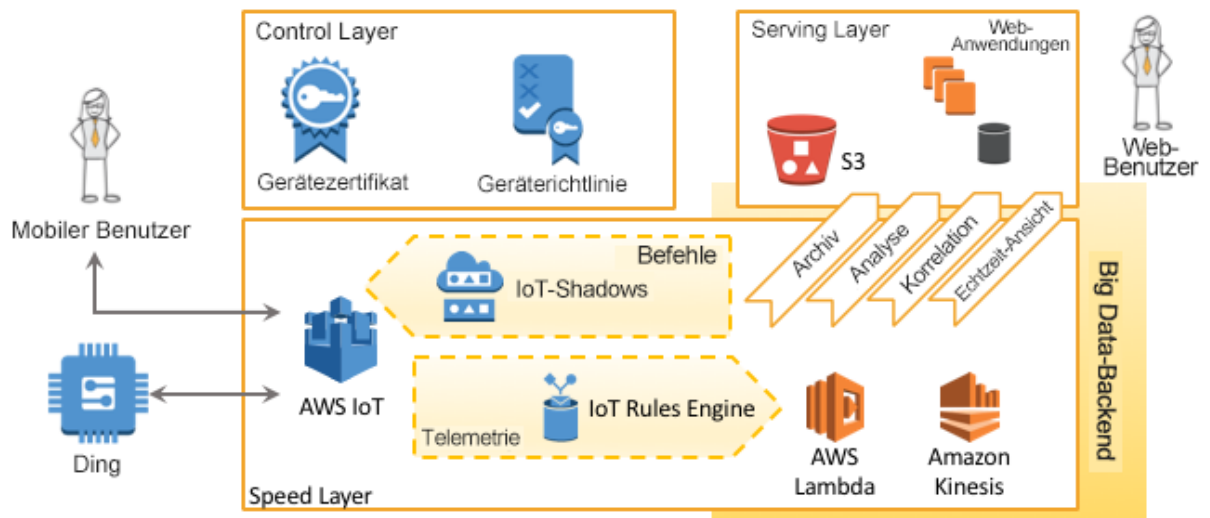 Control Layer
Gerätezertifikat
Geräterichtlinie
Serving Layer
Web-
Anwendungen
S3
Web-
Benutzer
Mobiler Benutzer
Befehle
IoT-Shadows
Archiv
Analyse
Korrelation
Echtzeit-Ansicht
Big Data-Backend
AWS IoT
IoT Rules Engine
Telemetrie
AWS
Lambda
Amazon
Kinesis
Ding
Speed Layer